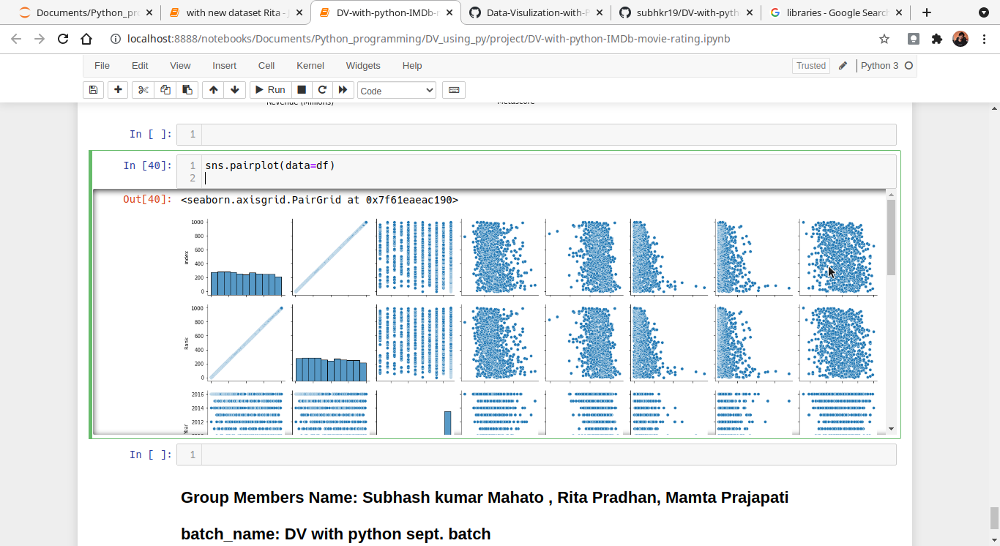 Documents/Python_pr
with new dataset Rita - J
DV-with-python-IMDb-r
Data-Visulization-with-P
subhkr19/DV-with-pyth
libraries - Google Search
localhost:8888/notebooks/Documents/Python_programming/DV_using_py/project/DV-with-python-IMDb-movie-rating.ipynb
File Edit View Insert Cell Kernel Widgets Help Trusted Python 3
Run Code
Revenue (Millions) Metascore
In [ ]: 1
In [40]: 1 sns.pairplot(data=df)
2
Out[40]: <seaborn.axisgrid.PairGrid at 0x7f61eaeac190>
1000
800
600
400
200
0
index
1000
800
600
400
200
0
Rank
2016
2014
2012
In [ ]: 1
Group Members Name: Subhash kumar Mahato , Rita Pradhan, Mamta Prajapati
batch_name: DV with python sept. batch